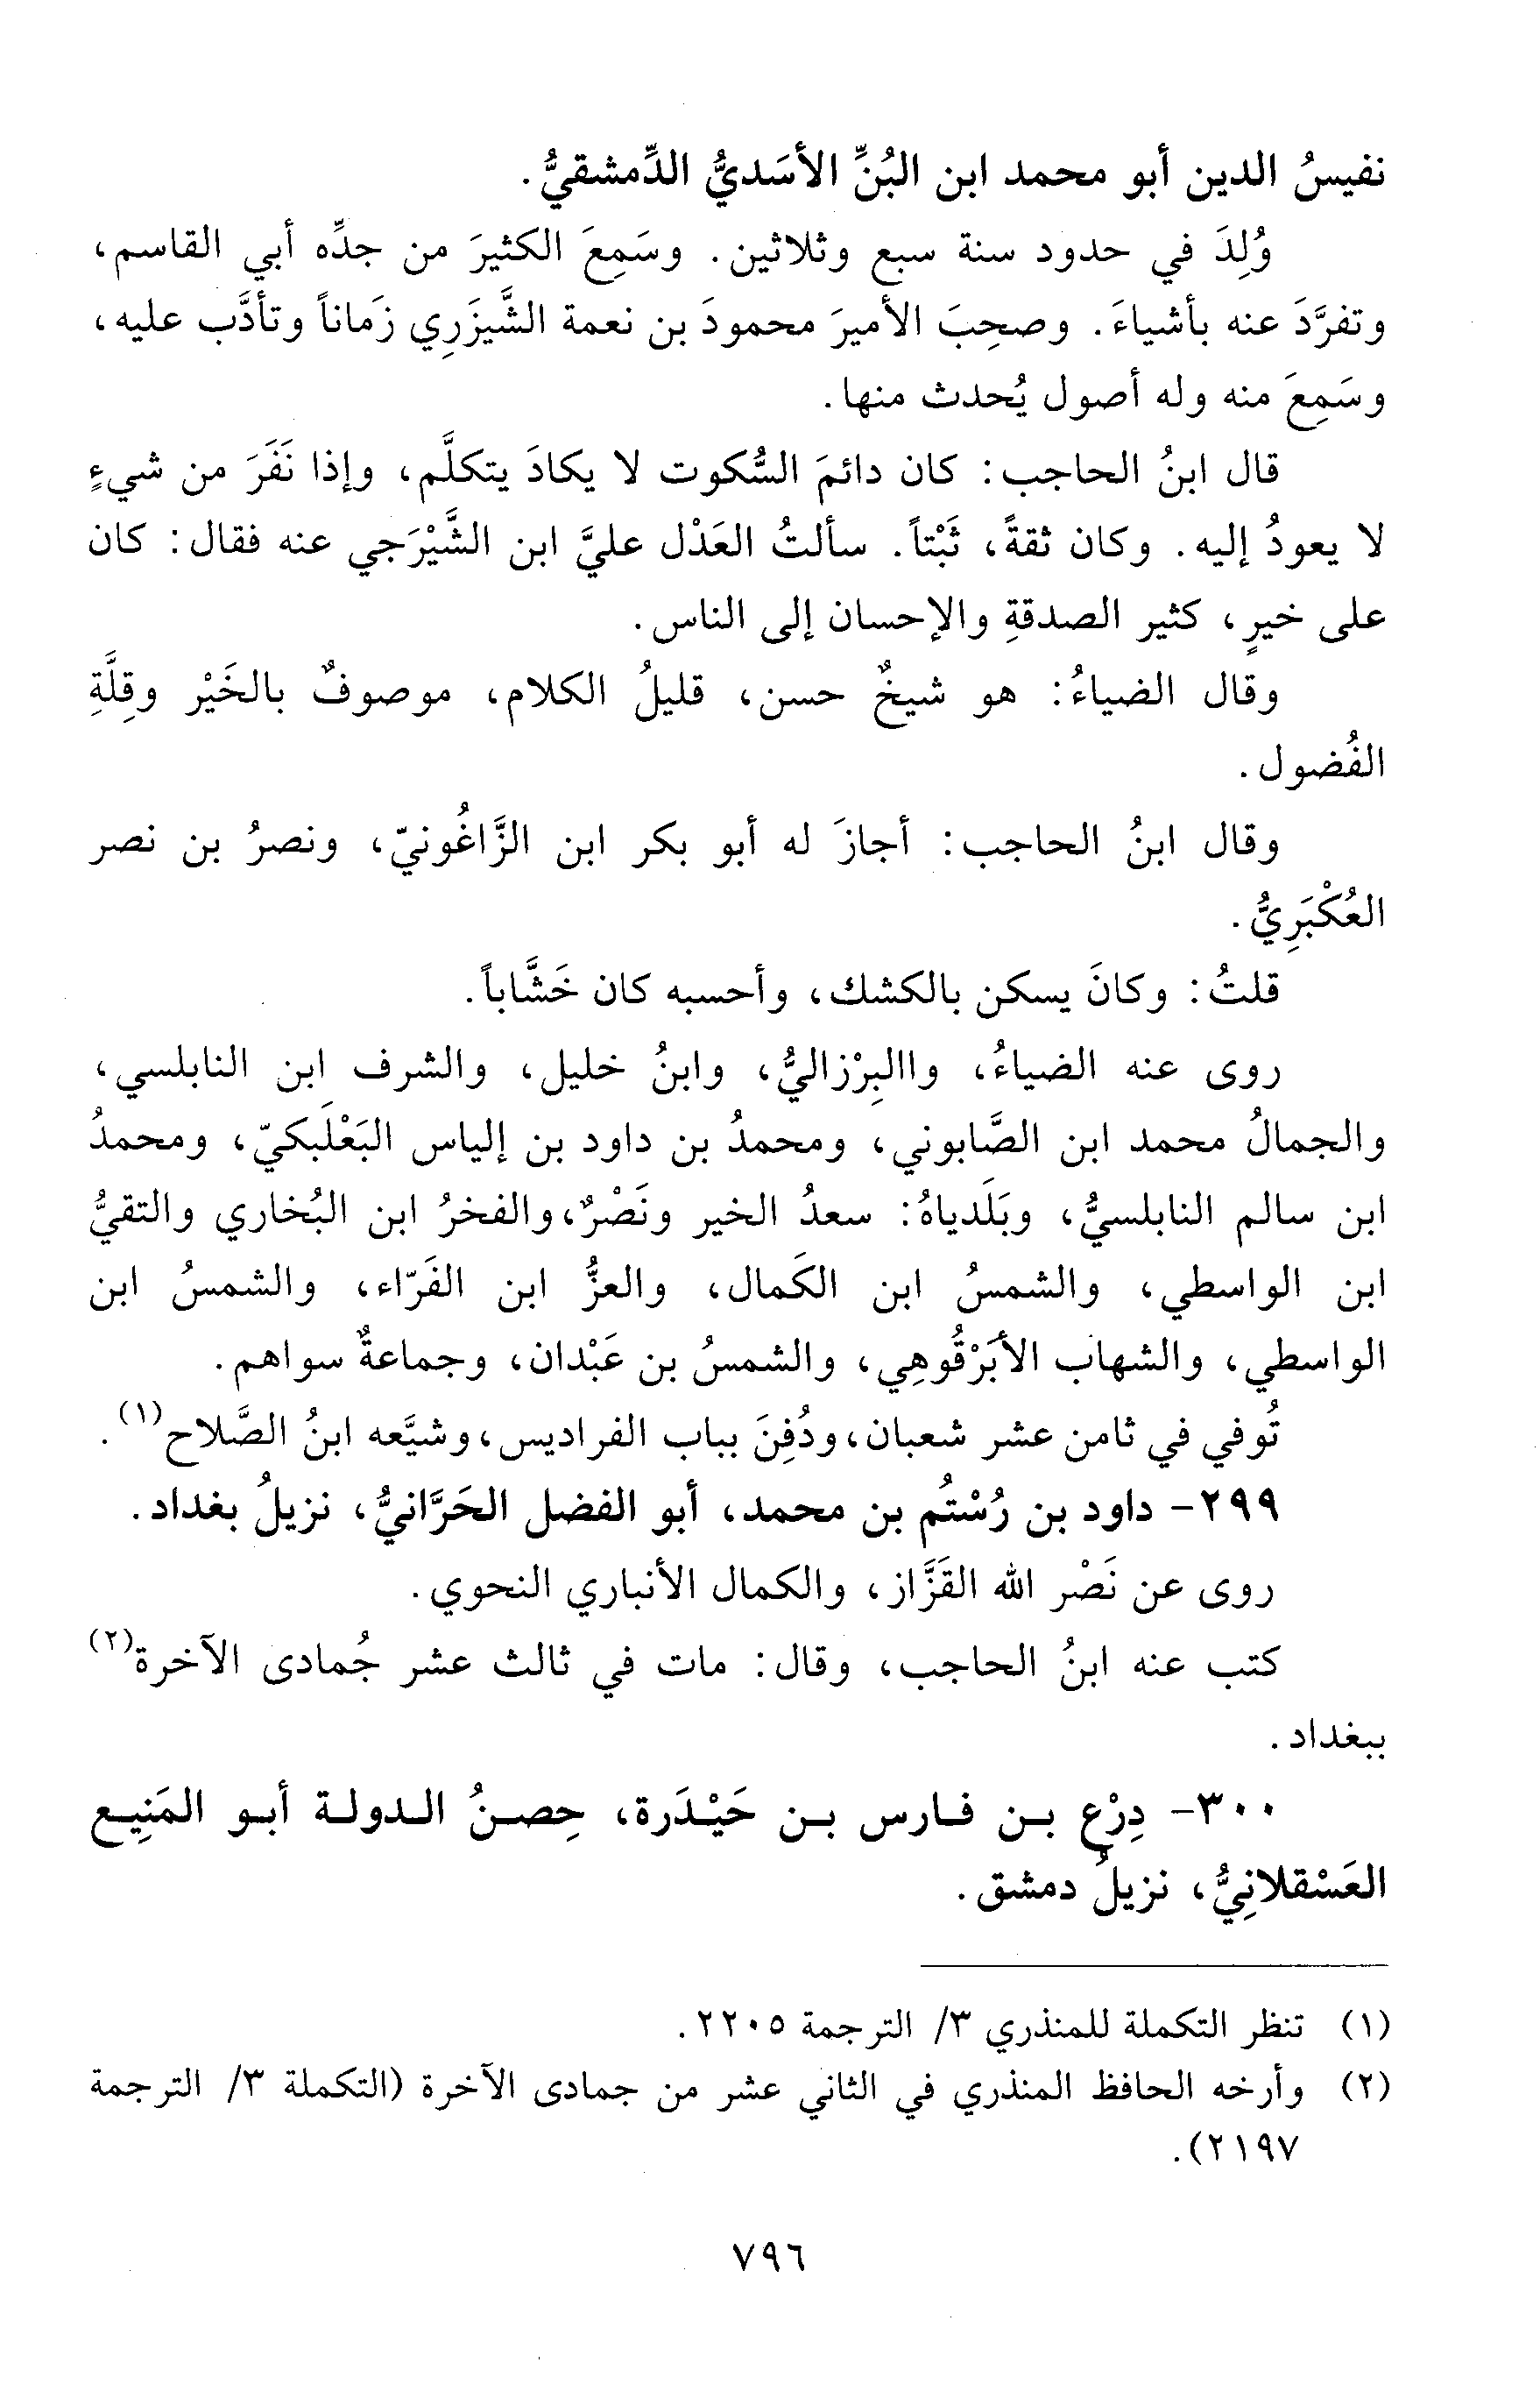 نفيسُ الدين أبو محمد ابن البُنِّ الأسَديُّ الدِّمشقيُّ.
وُلِدَ في حدود سنة سبع وثلاثين. وسَمِعَ الكثيرَ من جدِّه أبي القاسم،
وتفرَّدَ عنه بأشياءَ. وصحِبَ الأميرَ محمودَ بن نعمة الشَّيزَرِي زَماناً وتأدَّب عليه،
وسَمِعَ منه وله أصول يُحدث منها.
قال ابنُ الحاجب: كان دائمَ السُّكوت لا يكادَ يتكلَّم، وإذا نَفَرَ من شيءٍ
لا يعودُ إليه. وكان ثقةً، ثَبْتاً. سألتُ العَدْل عليَّ ابن الشَّيْرَجي عنه فقال: كان
على خيرٍ، كثير الصدقةِ والإحسان إلى الناس.
وقال الضياءُ: هو شيخٌ حسن، قليلُ الكلام، موصوفٌ بالخَيْر وقِلَّةِ
الفُضول.
وقال ابنُ الحاجب: أجازَ له أبو بكر ابن الزَّاغُونيّ، ونصرُ بن نصر
العُكْبَرِيُّ.
قلتُ: وكانَ يسكن بالكشك، وأحسبه كان خَشَّاباً.
روى عنه الضياءُ، واالبِرْزاليُّ، وابنُ خليل، والشرف ابن النابلسي،
والجمالُ محمد ابن الصَّابوني، ومحمدُ بن داود بن إلياس البَعْلَبكيّ، ومحمدُ
ابن سالم النابلسيُّ، وبَلَدياهُ: سعدُ الخير ونَصْرٌ، والفخرُ ابن البُخاري والتقيُّ
ابن الواسطي، والشمسُ ابن الكَمال، والعزُّ ابن الفَرّاء، والشمسُ ابن
الواسطي، والشهاب الأبَرْقُوهِي، والشمسُ بن عَبْدان، وجماعةٌ سواهم.
تُوفي في ثامن عشر شعبان، ودُفِنَ بباب الفراديس، وشيَّعه ابنُ الصَّلاح(١).
٢٩٩- داود بن رُسْتُم بن محمد، أبو الفضل الحَرَّانيُّ، نزيلُ بغداد.
روى عن نَصْر الله القَزَّاز، والكمال الأنباري النحوي.
كتب عنه ابنُ الحاجب، وقال: مات في ثالث عشر جُمادى الآخرة(٢)
ببغداد.
٣٠٠- دِرْع بن فارس بن حَيْدَرة، حِصنُ الدولة أبو المَنِيع
العَسْقلانِيُّ، نزيلُ دمشق.
(١) تنظر التكملة للمنذري ٣/ الترجمة ٢٢٠٥.
(٢) وأرخه الحافظ المنذري في الثاني عشر من جمادى الآخرة (التكملة ٣/ الترجمة
٢١٩٧).
٧٩٦